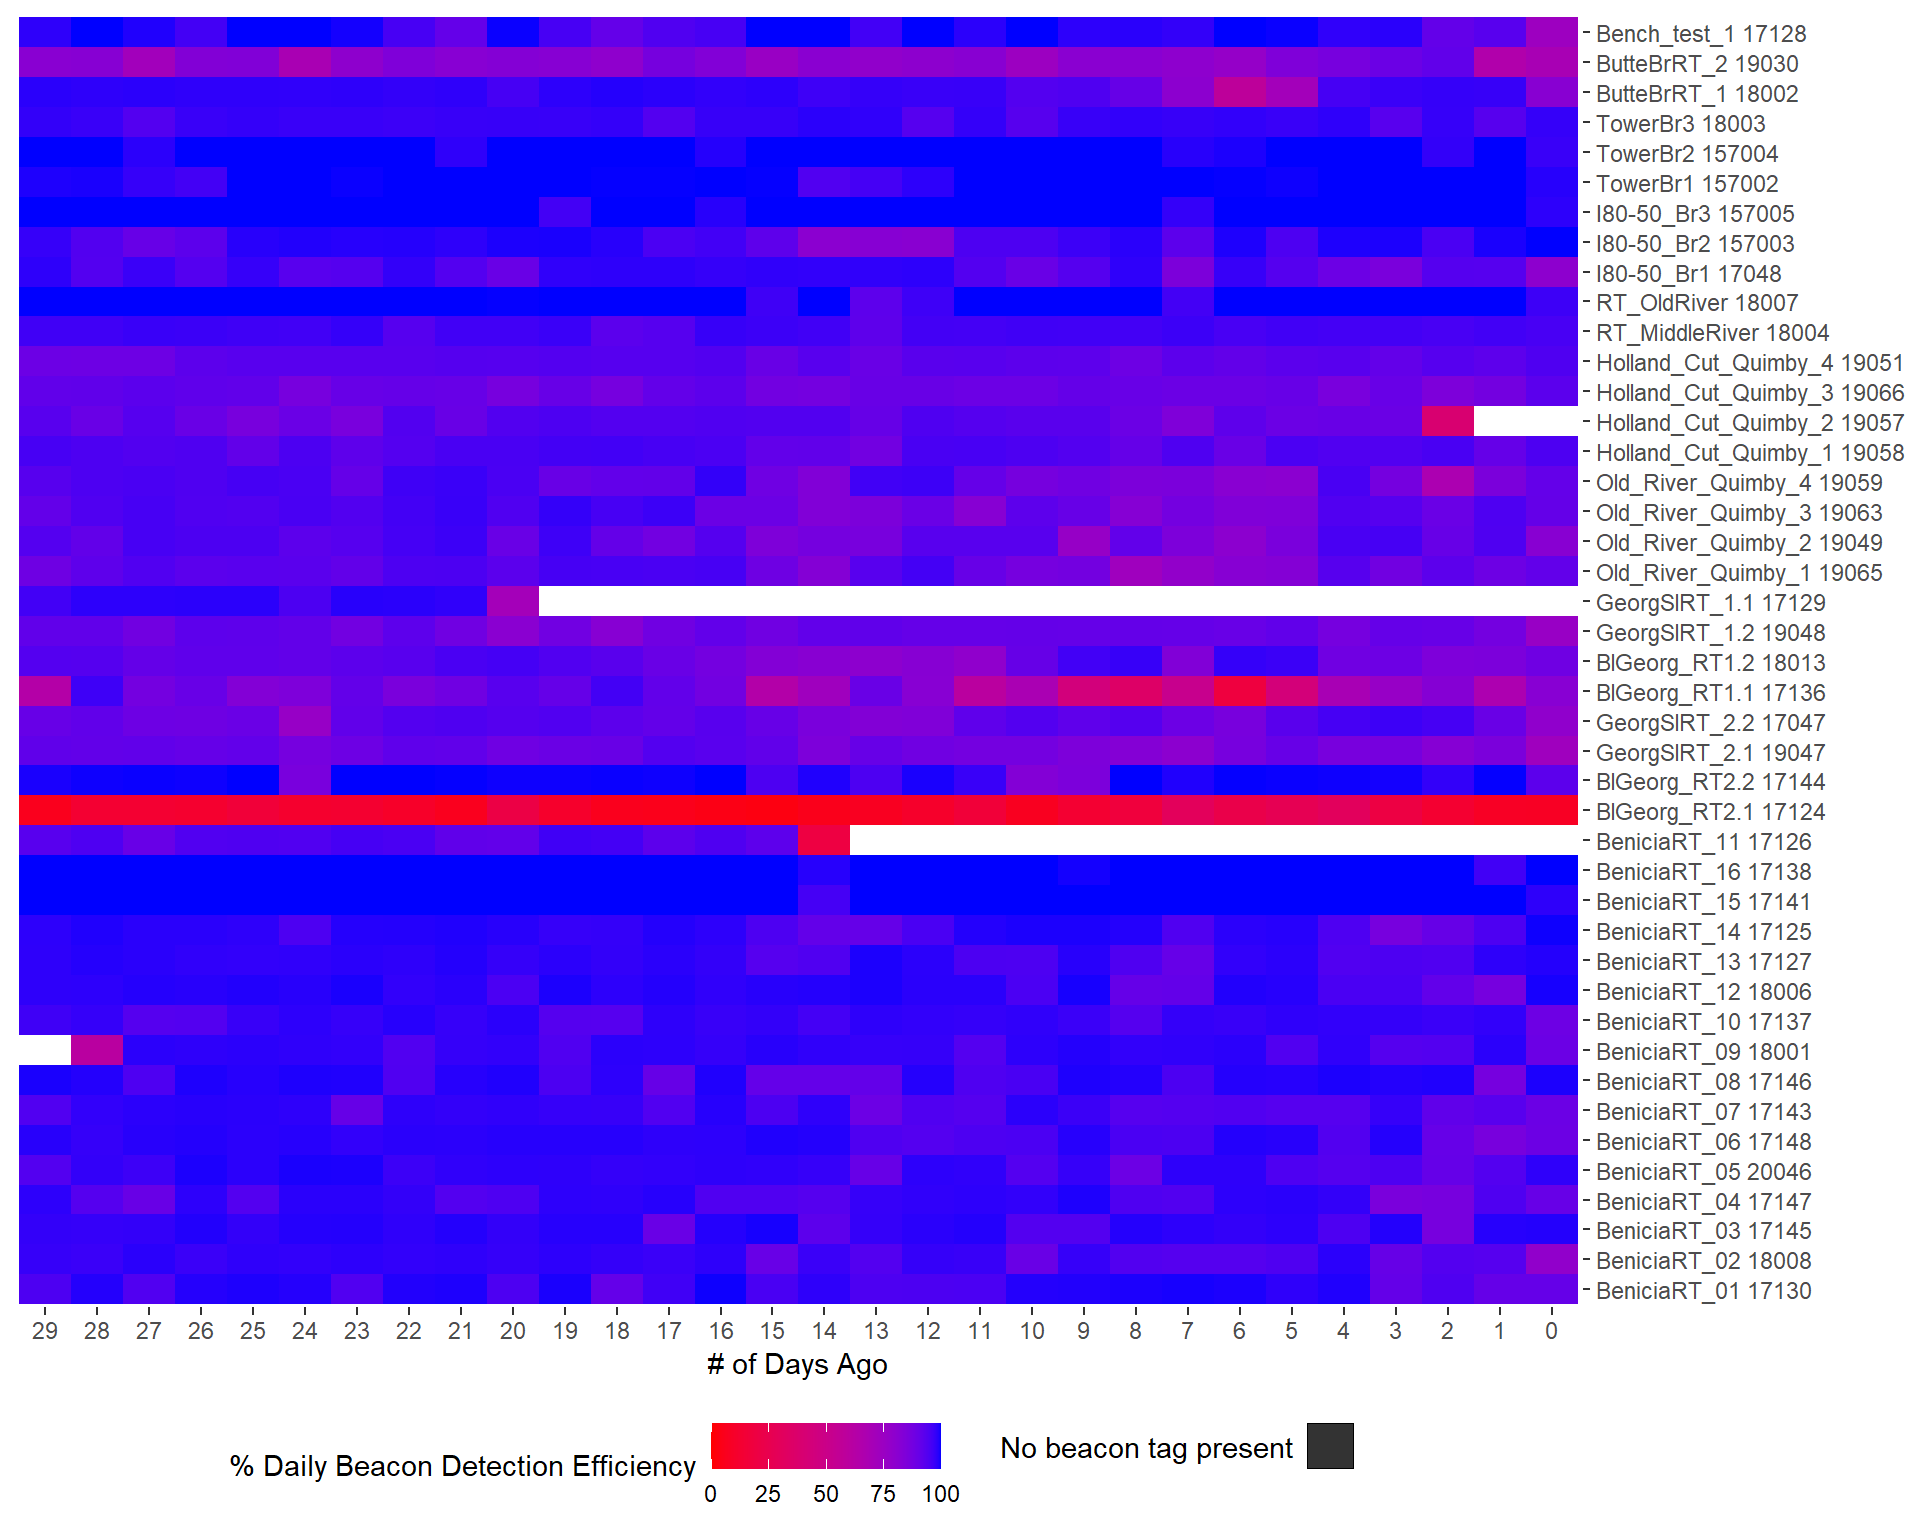 Bench_test_1 17128
ButteBrRT_2 19030
ButteBrRT_1 18002
TowerBr3 18003
TowerBr2 157004
TowerBr1 157002
I80-50_Br3 157005
I80-50_Br2 157003
I80-50_Br1 17048
RT_OldRiver 18007
RT_MiddleRiver 18004
Holland_Cut_Quimby_4 19051
Holland_Cut_Quimby_3 19066
Holland_Cut_Quimby_2 19057
Holland_Cut_Quimby_1 19058
Old_River_Quimby_4 19059
Old_River_Quimby_3 19063
Old_River_Quimby_2 19049
Old_River_Quimby_1 19065
GeorgSlRT_1.1 17129
GeorgSlRT_1.2 19048
BlGeorg_RT1.2 18013
BlGeorg_RT1.1 17136
GeorgSlRT_2.2 17047
GeorgSlRT_2.1 19047
BlGeorg_RT2.2 17144
BlGeorg_RT2.1 17124
BeniciaRT_11 17126
BeniciaRT_16 17138
BeniciaRT_15 17141
BeniciaRT_14 17125
BeniciaRT_13 17127
BeniciaRT_12 18006
BeniciaRT_10 17137
BeniciaRT_09 18001
BeniciaRT_08 17146
BeniciaRT_07 17143
BeniciaRT_06 17148
BeniciaRT_05 20046
BeniciaRT_04 17147
BeniciaRT_03 17145
BeniciaRT_02 18008
BeniciaRT_01 17130
29 28 27 26 25 24 23 22 21 20 19 18 17 16 15 14 13 12 11 10 9 8 7 6 5 4 3 2 1 0
# of Days Ago
% Daily Beacon Detection Efficiency
0 25 50 75 100
No beacon tag present